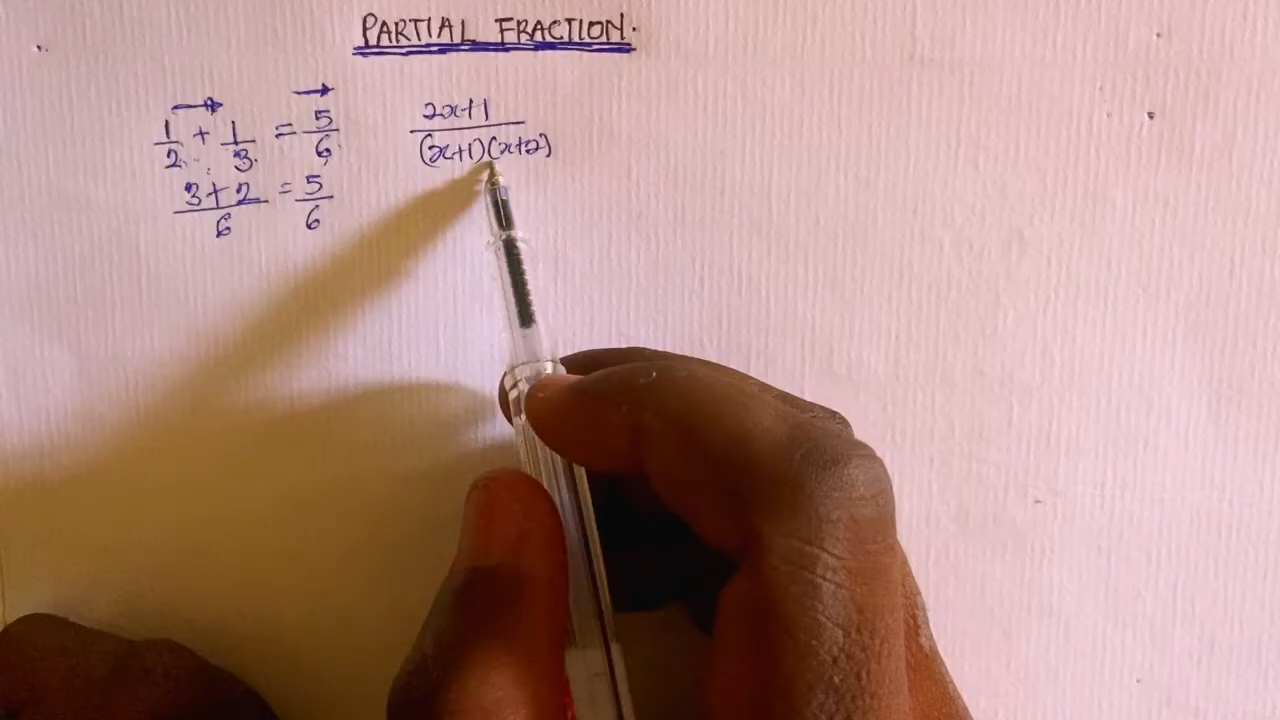 PARTIAL FRACTION.
1/2 + 1/3 = 5/6
3+2/6 = 5/6
2x+1/(x+1)(x+2)